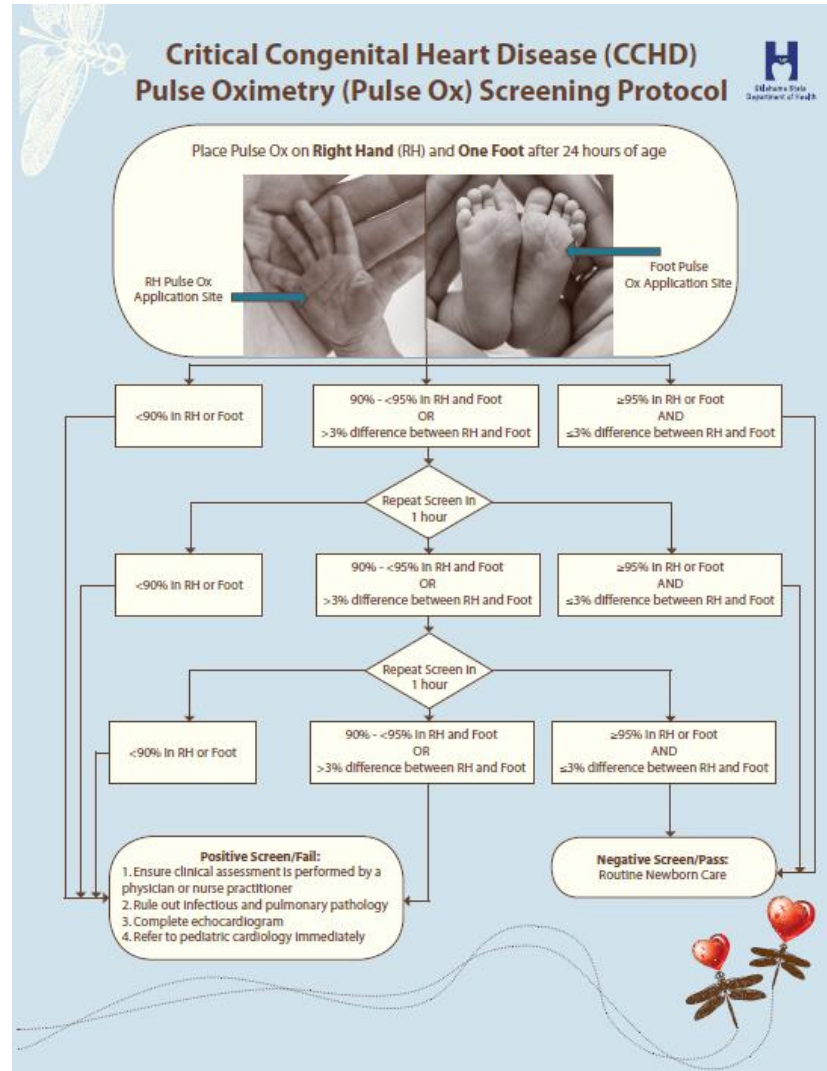 Critical Congenital Heart Disease (CCHD)
Pulse Oximetry (Pulse Ox) Screening Protocol
Oklahoma State
Department of Health
Place Pulse Ox on Right Hand (RH) and One Foot after 24 hours of age
RH Pulse Ox
Application Site
Foot Pulse
Ox Application Site
<90% in RH or Foot
90% - <95% in RH and Foot
OR
>3% difference between RH and Foot
≥95% in RH or Foot
AND
≤3% difference between RH and Foot
Repeat Screen in
1 hour
<90% in RH or Foot
90% - <95% in RH and Foot
OR
>3% difference between RH and Foot
≥95% in RH or Foot
AND
≤3% difference between RH and Foot
Repeat Screen in
1 hour
<90% in RH or Foot
90% - <95% in RH and Foot
OR
>3% difference between RH and Foot
≥95% in RH or Foot
AND
≤3% difference between RH and Foot
Positive Screen/Fail:
1. Ensure clinical assessment is performed by a
physician or nurse practitioner
2. Rule out infectious and pulmonary pathology
3. Complete echocardiogram
4. Refer to pediatric cardiology immediately
Negative Screen/Pass:
Routine Newborn Care